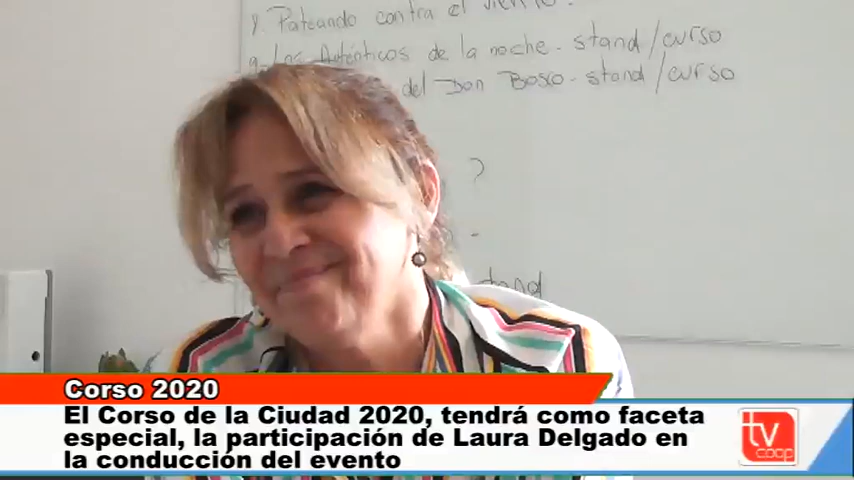 8. Pateando contra el viento.
9. Los Auténticos de la noche - stand / curso
del Don Bosco - stand / curso
?
stand
Corso 2020
El Corso de la Ciudad 2020, tendrá como faceta
especial, la participación de Laura Delgado en
la conducción del evento
tv
coop